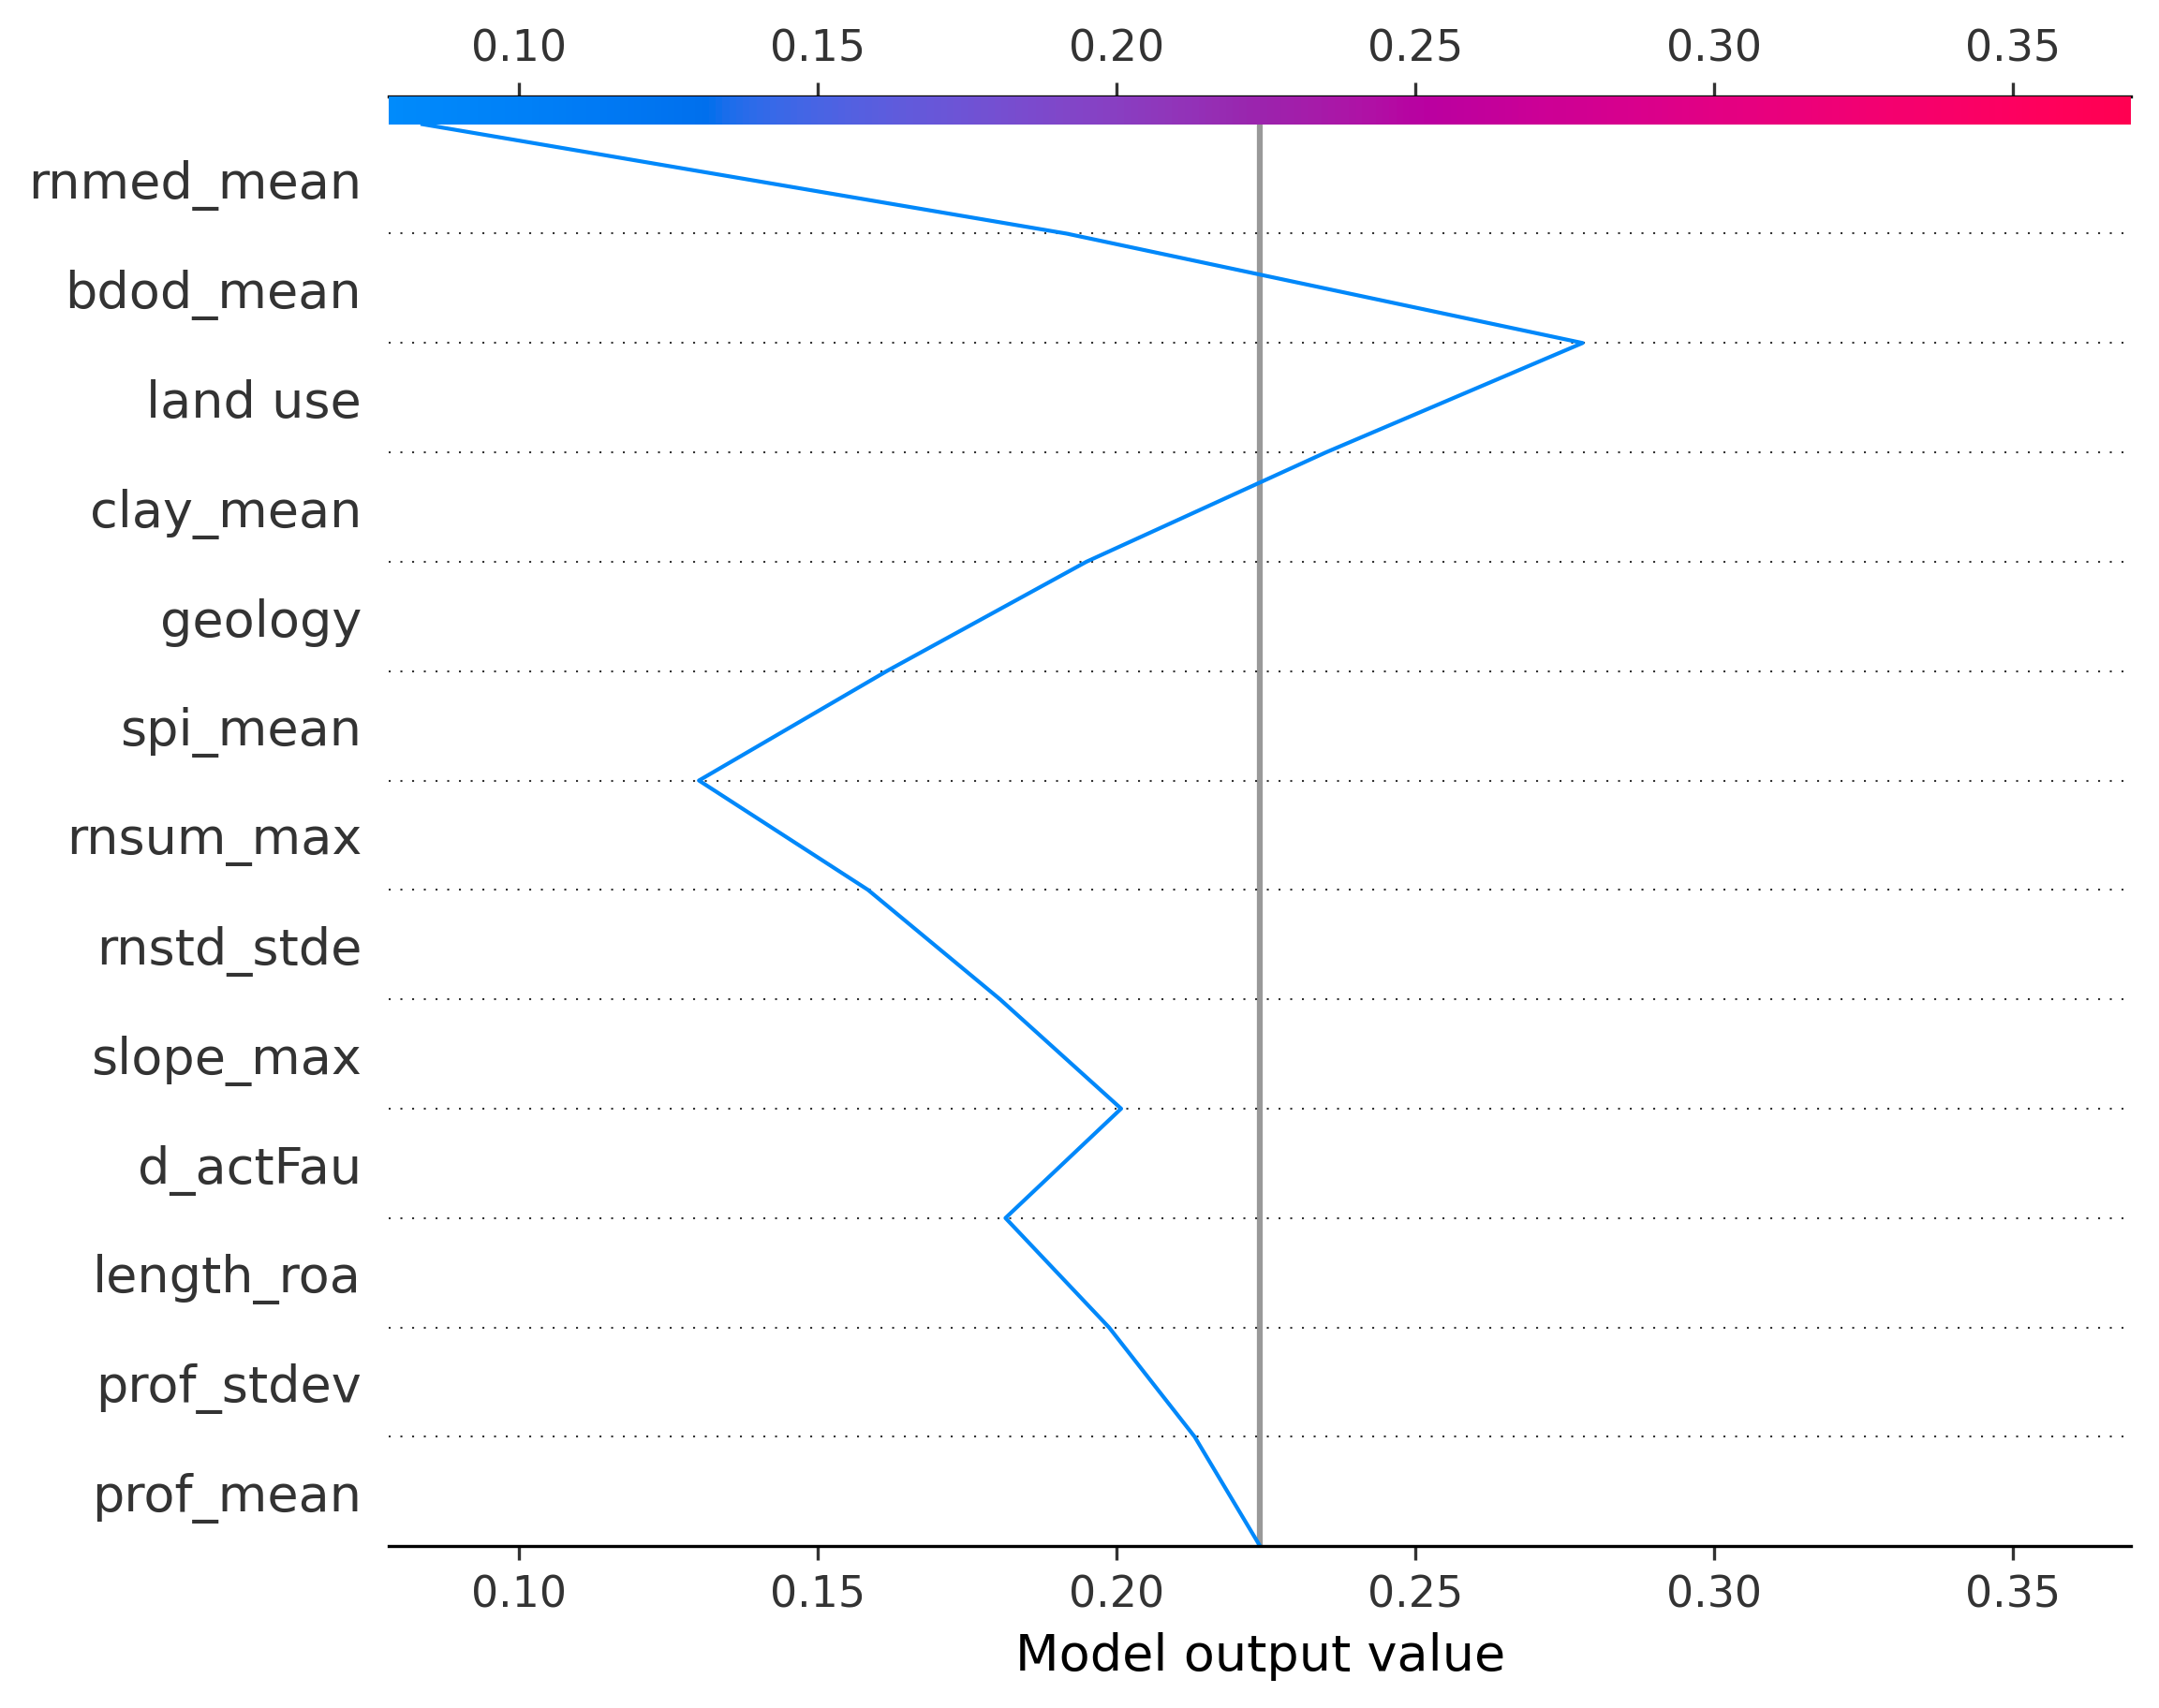 0.10 0.15 0.20 0.25 0.30 0.35
rnmed_mean
bdod_mean
land use
clay_mean
geology
spi_mean
rnsum_max
rnstd_stde
slope_max
d_actFau
length_roa
prof_stdev
prof_mean
0.10 0.15 0.20 0.25 0.30 0.35
Model output value